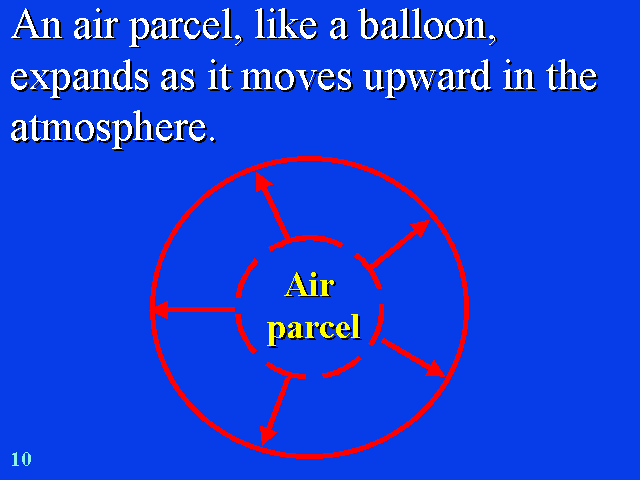 An air parcel, like a balloon,
expands as it moves upward in the
atmosphere.
Air
parcel
10